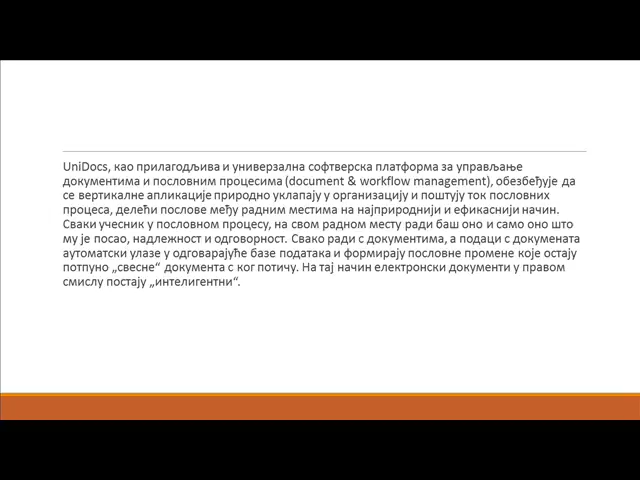 UniDocs, као прилагодљива и универзална софтверска платформа за управљање
документима и пословним процесима (document & workflow management), обезбеђује да
се вертикалне апликације природно уклапају у организацију и поштују ток пословних
процеса, делећи послове међу радним местима на најприроднији и ефикаснији начин.
Сваки учесник у пословном процесу, на свом радном месту ради баш оно и само оно што
му је посао, надлежност и одговорност. Свако ради с документима, а подаци с докумената
аутоматски улазе у одговарајуће базе података и формирају пословне промене које остају
потпуно „свесне“ документа с ког потичу. На тај начин електронски документи у правом
смислу постају „интелигентни“.